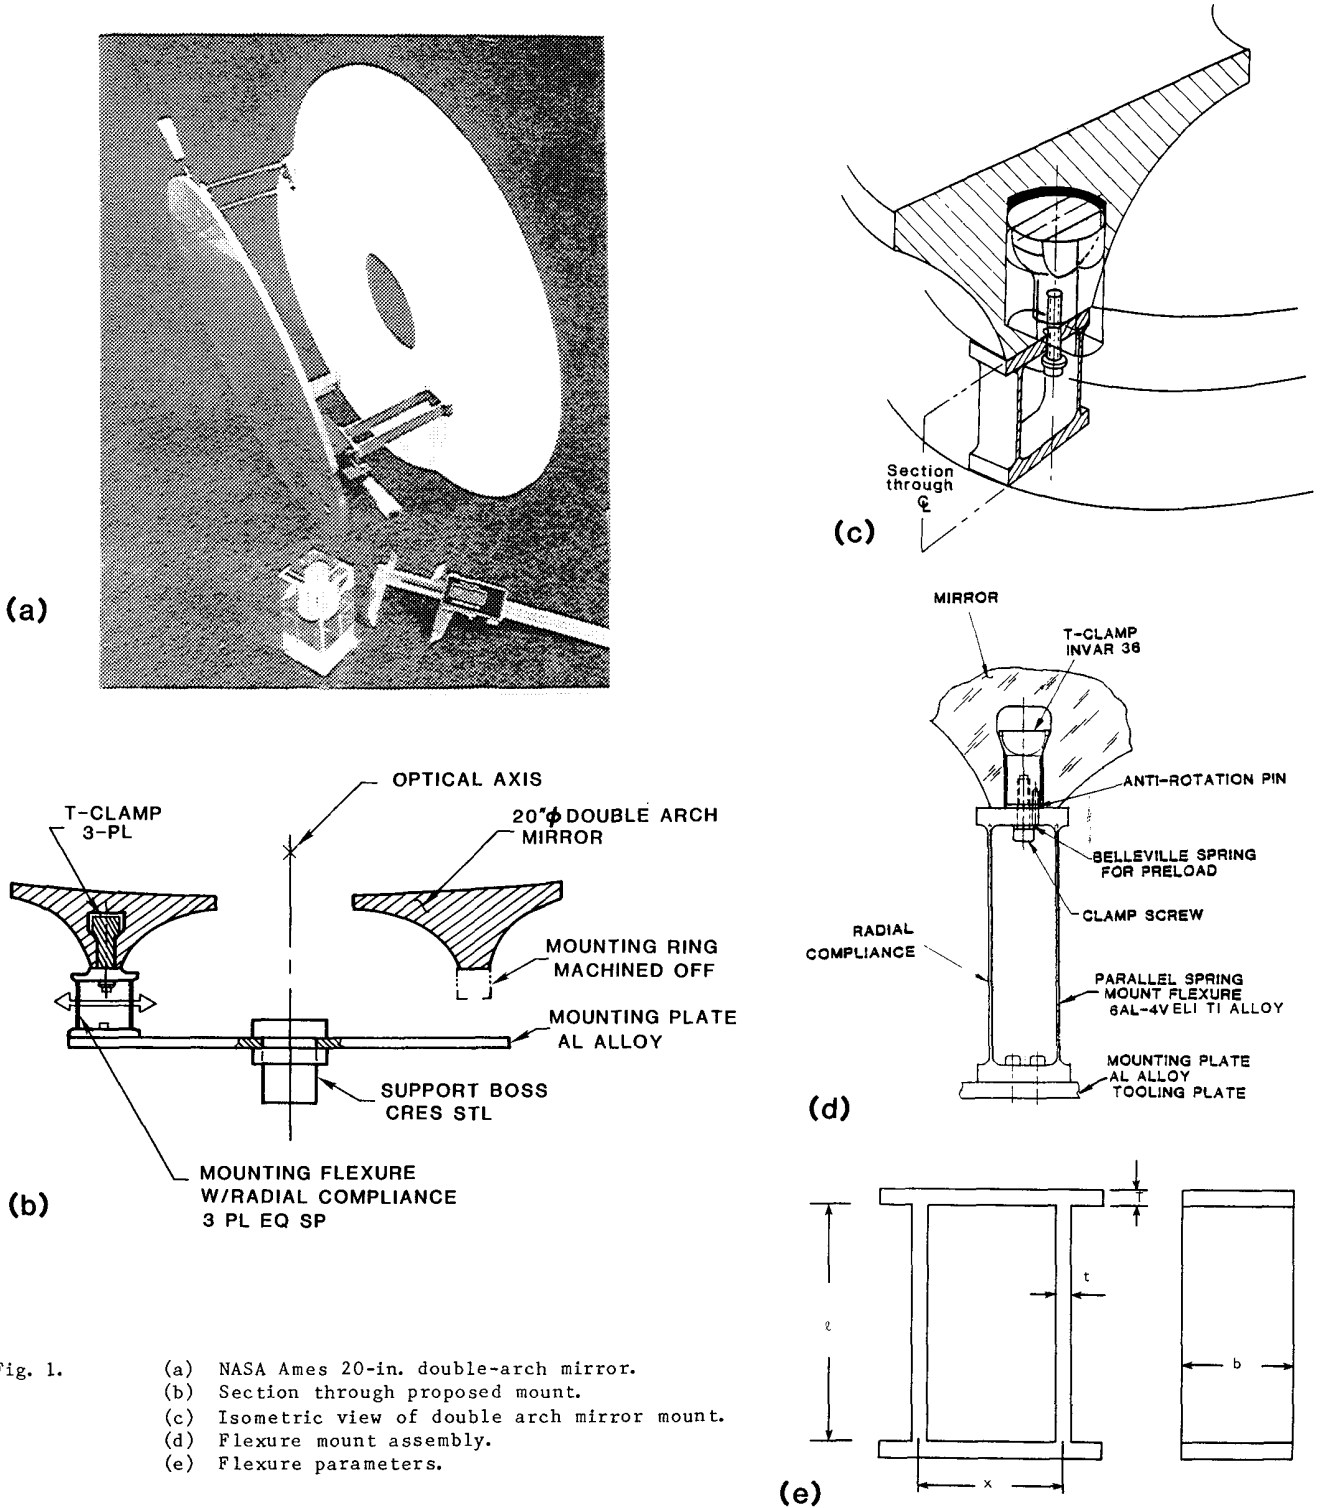 (a)
Section
through
℄
(c)
MIRROR
T-CLAMP
INVAR 36
ANTI-ROTATION PIN
BELLEVILLE SPRING
FOR PRELOAD
CLAMP SCREW
RADIAL
COMPLIANCE
PARALLEL SPRING
MOUNT FLEXURE
6AL-4V ELI TI ALLOY
MOUNTING PLATE
AL ALLOY
TOOLING PLATE
(d)
OPTICAL AXIS
T-CLAMP
3-PL
20"ϕ DOUBLE ARCH
MIRROR
MOUNTING RING
MACHINED OFF
MOUNTING PLATE
AL ALLOY
SUPPORT BOSS
CRES STL
MOUNTING FLEXURE
W/RADIAL COMPLIANCE
3 PL EQ SP
(b)
T
t
ℓ
b
x
(e)
Fig. 1. (a) NASA Ames 20-in. double-arch mirror.
(b) Section through proposed mount.
(c) Isometric view of double arch mirror mount.
(d) Flexure mount assembly.
(e) Flexure parameters.